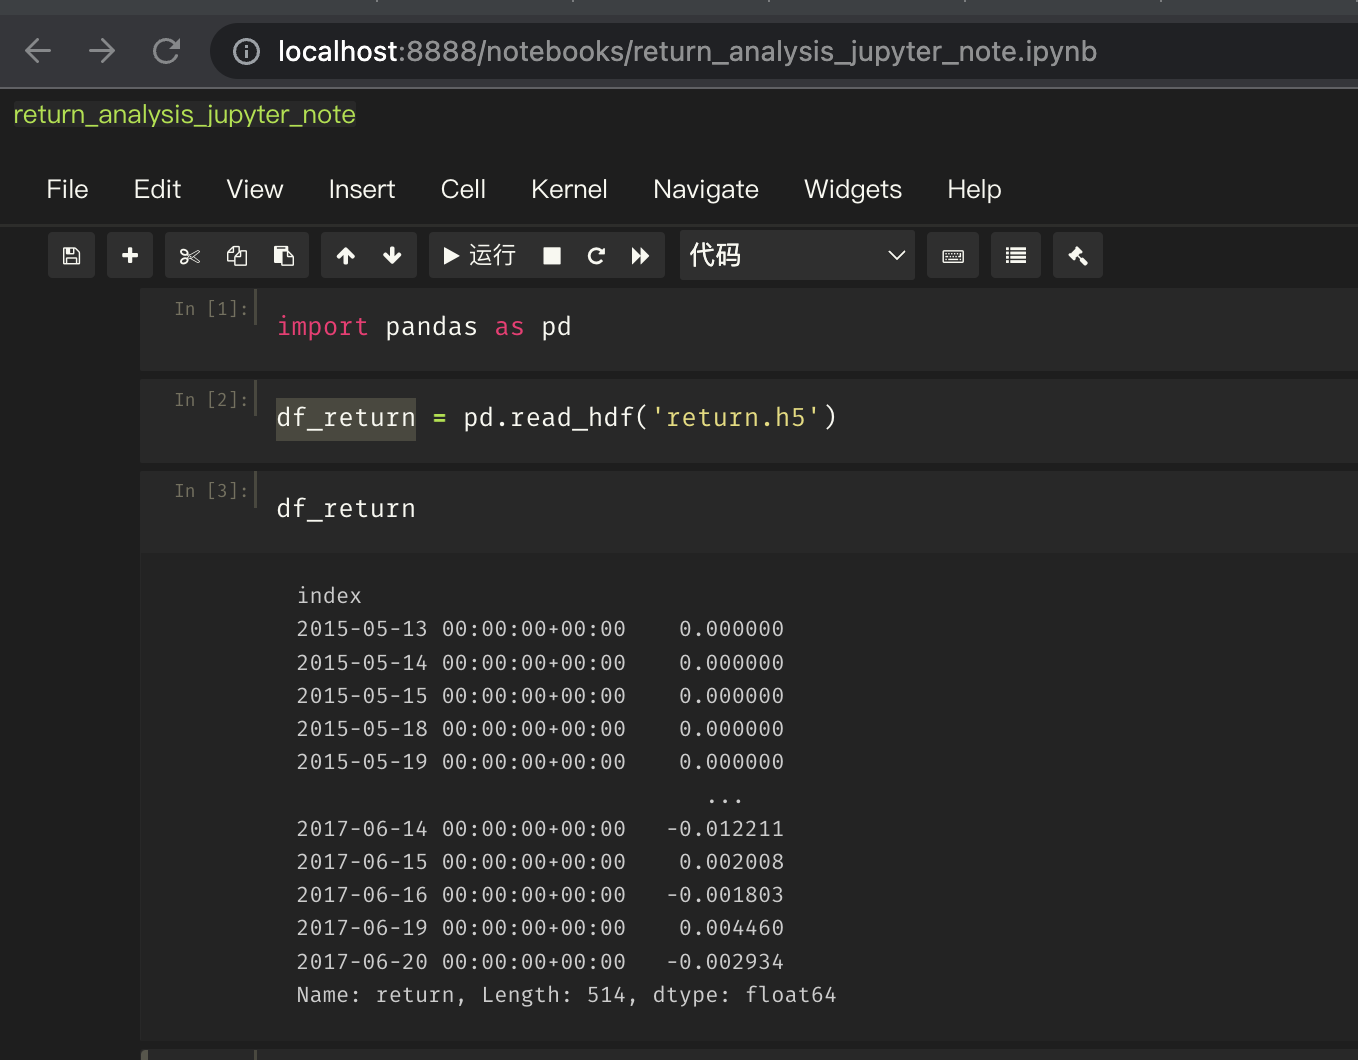 localhost:8888/notebooks/return_analysis_jupyter_note.ipynb
return_analysis_jupyter_note
File Edit View Insert Cell Kernel Navigate Widgets Help
运行 代码
In [1]: import pandas as pd
In [2]: df_return = pd.read_hdf('return.h5')
In [3]: df_return
index
2015-05-13 00:00:00+00:00 0.000000
2015-05-14 00:00:00+00:00 0.000000
2015-05-15 00:00:00+00:00 0.000000
2015-05-18 00:00:00+00:00 0.000000
2015-05-19 00:00:00+00:00 0.000000
...
2017-06-14 00:00:00+00:00 -0.012211
2017-06-15 00:00:00+00:00 0.002008
2017-06-16 00:00:00+00:00 -0.001803
2017-06-19 00:00:00+00:00 0.004460
2017-06-20 00:00:00+00:00 -0.002934
Name: return, Length: 514, dtype: float64